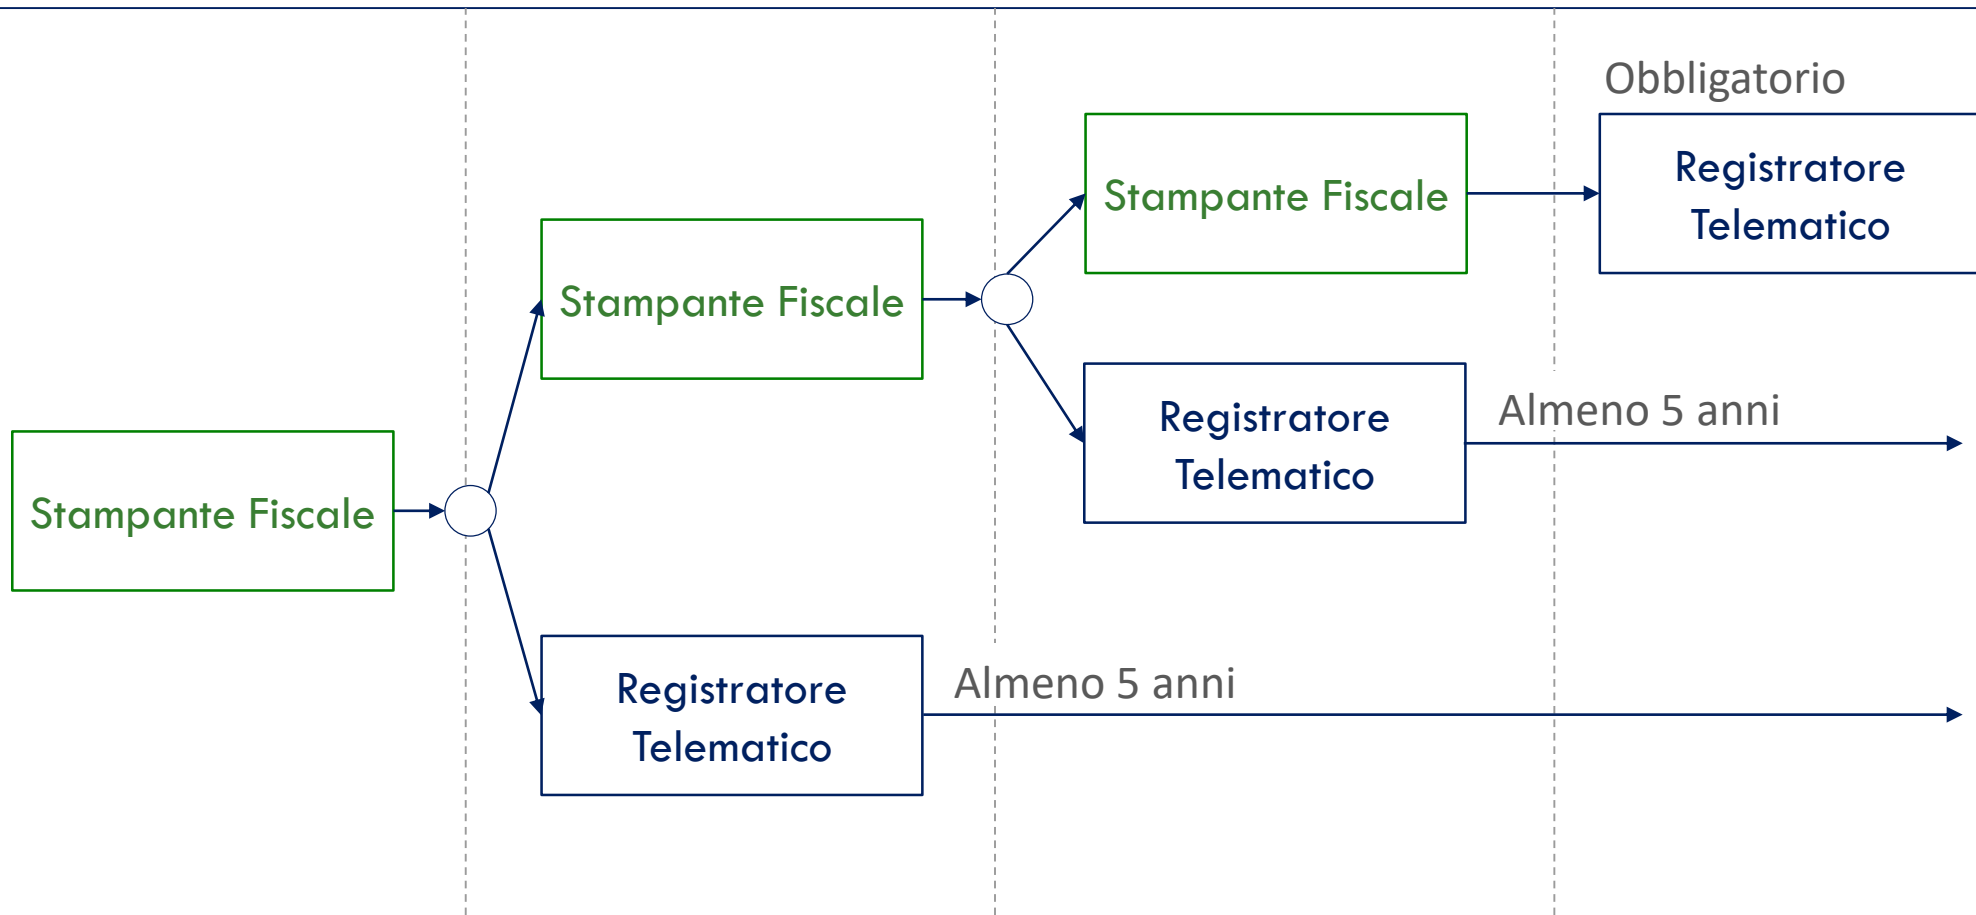 Obbligatorio
Registratore
Telematico
Stampante Fiscale
Stampante Fiscale
Registratore
Telematico
Almeno 5 anni
Stampante Fiscale
Registratore
Telematico
Almeno 5 anni